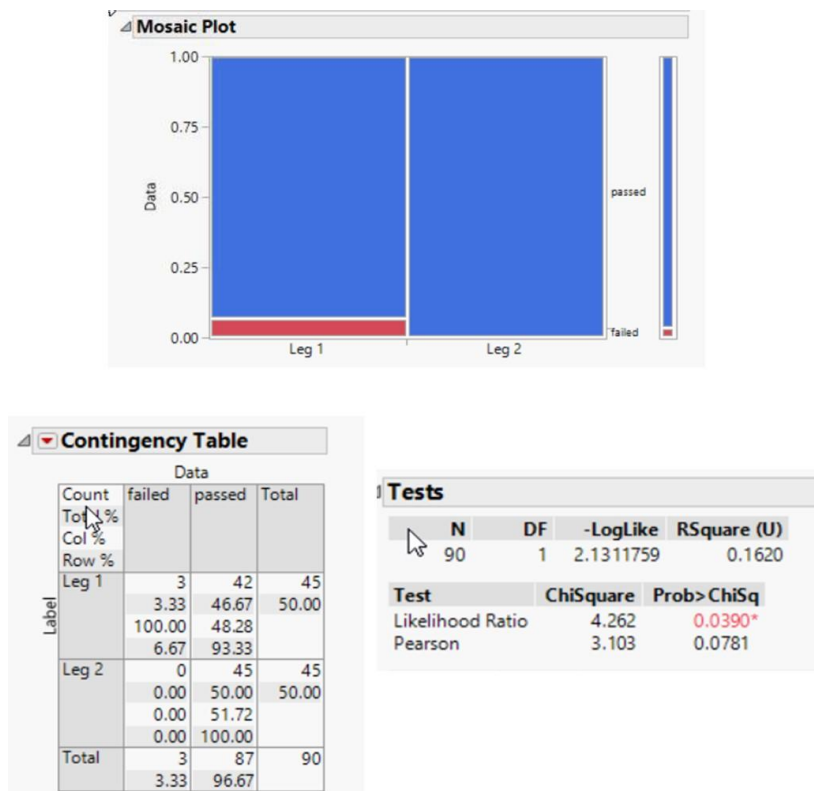 Mosaic Plot
1.00
0.75
0.50
0.25
0.00
Data
Leg 1
Leg 2
passed
failed
Contingency Table
Data
Count failed passed Total
%
Col %
Row %
Label
Leg 1 3 42 45
3.33 46.67 50.00
100.00 48.28
6.67 93.33
Leg 2 0 45 45
0.00 50.00 50.00
0.00 51.72
0.00 100.00
Total 3 87 90
3.33 96.67
Tests
N DF -LogLike RSquare (U)
90 1 2.1311759 0.1620
Test ChiSquare Prob>ChiSq
Likelihood Ratio 4.262 0.0390*
Pearson 3.103 0.0781